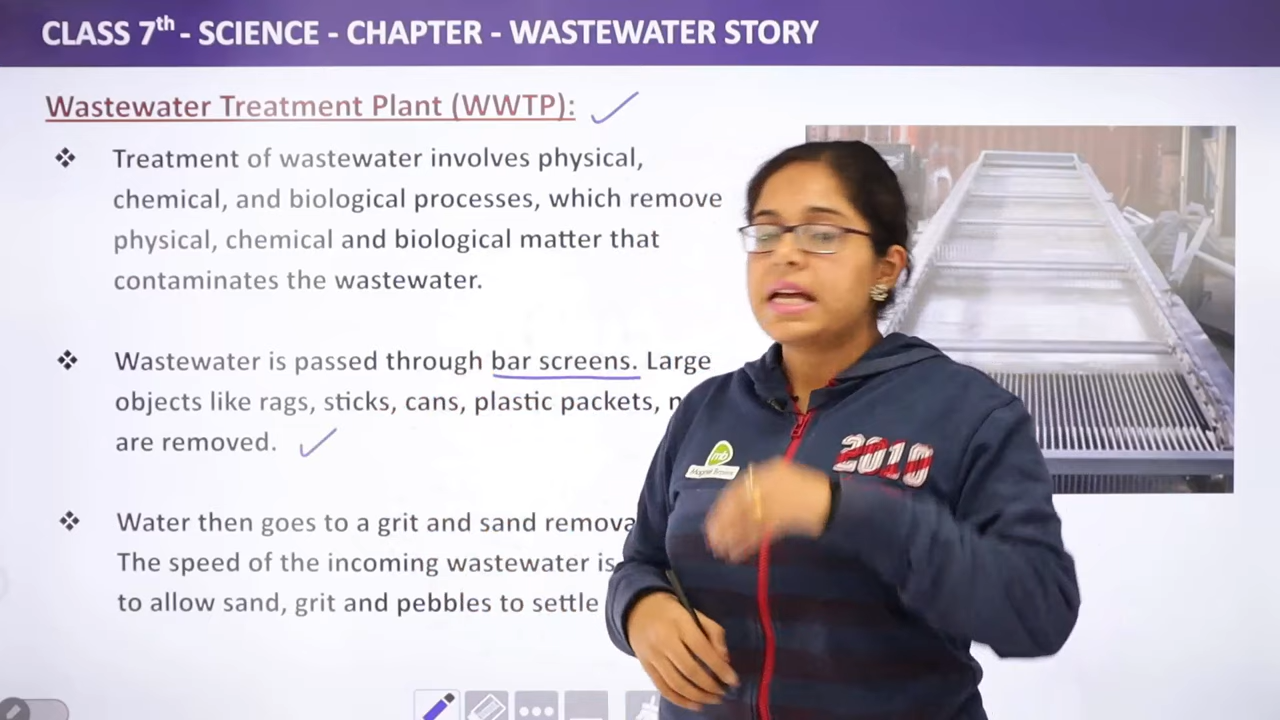 CLASS 7th - SCIENCE - CHAPTER - WASTEWATER STORY
Wastewater Treatment Plant (WWTP):
❖ Treatment of wastewater involves physical,
chemical, and biological processes, which remove
physical, chemical and biological matter that
contaminates the wastewater.
❖ Wastewater is passed through bar screens. Large
objects like rags, sticks, cans, plastic packets,
are removed.
❖ Water then goes to a grit and sand
The speed of the incoming wastewater is
to allow sand, grit and pebbles to settle
mb
Magnet Brains
2010